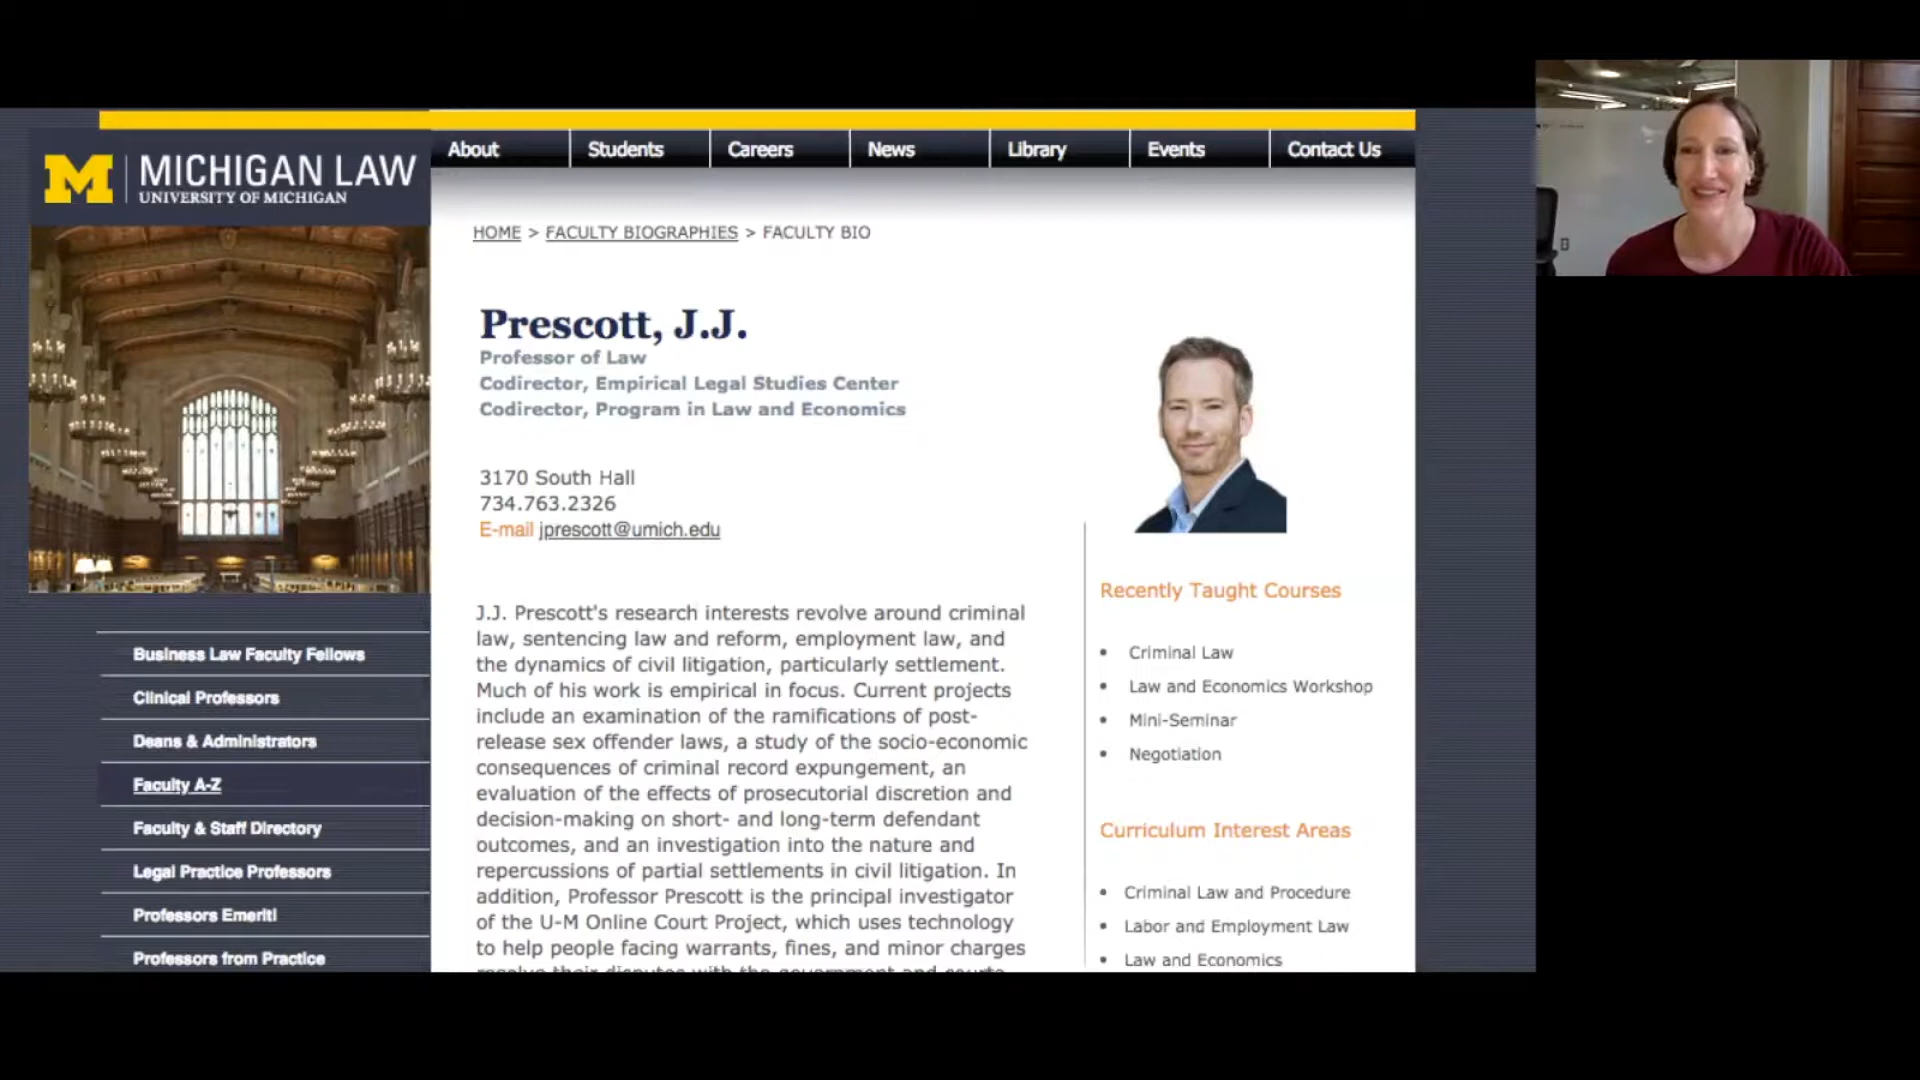 M MICHIGAN LAW
UNIVERSITY OF MICHIGAN
About
Students
Careers
News
Library
Events
Contact Us
HOME > FACULTY BIOGRAPHIES > FACULTY BIO
Prescott, J.J.
Professor of Law
Codirector, Empirical Legal Studies Center
Codirector, Program in Law and Economics
3170 South Hall
734.763.2326
E-mail jprescott@umich.edu
J.J. Prescott's research interests revolve around criminal
law, sentencing law and reform, employment law, and
the dynamics of civil litigation, particularly settlement.
Much of his work is empirical in focus. Current projects
include an examination of the ramifications of post-
release sex offender laws, a study of the socio-economic
consequences of criminal record expungement, an
evaluation of the effects of prosecutorial discretion and
decision-making on short- and long-term defendant
outcomes, and an investigation into the nature and
repercussions of partial settlements in civil litigation. In
addition, Professor Prescott is the principal investigator
of the U-M Online Court Project, which uses technology
to help people facing warrants, fines, and minor charges
resolve their disputes with the government and courts
Recently Taught Courses
• Criminal Law
• Law and Economics Workshop
• Mini-Seminar
• Negotiation
Curriculum Interest Areas
• Criminal Law and Procedure
• Labor and Employment Law
• Law and Economics
Business Law Faculty Fellows
Clinical Professors
Deans & Administrators
Faculty A-Z
Faculty & Staff Directory
Legal Practice Professors
Professors Emeriti
Professors from Practice